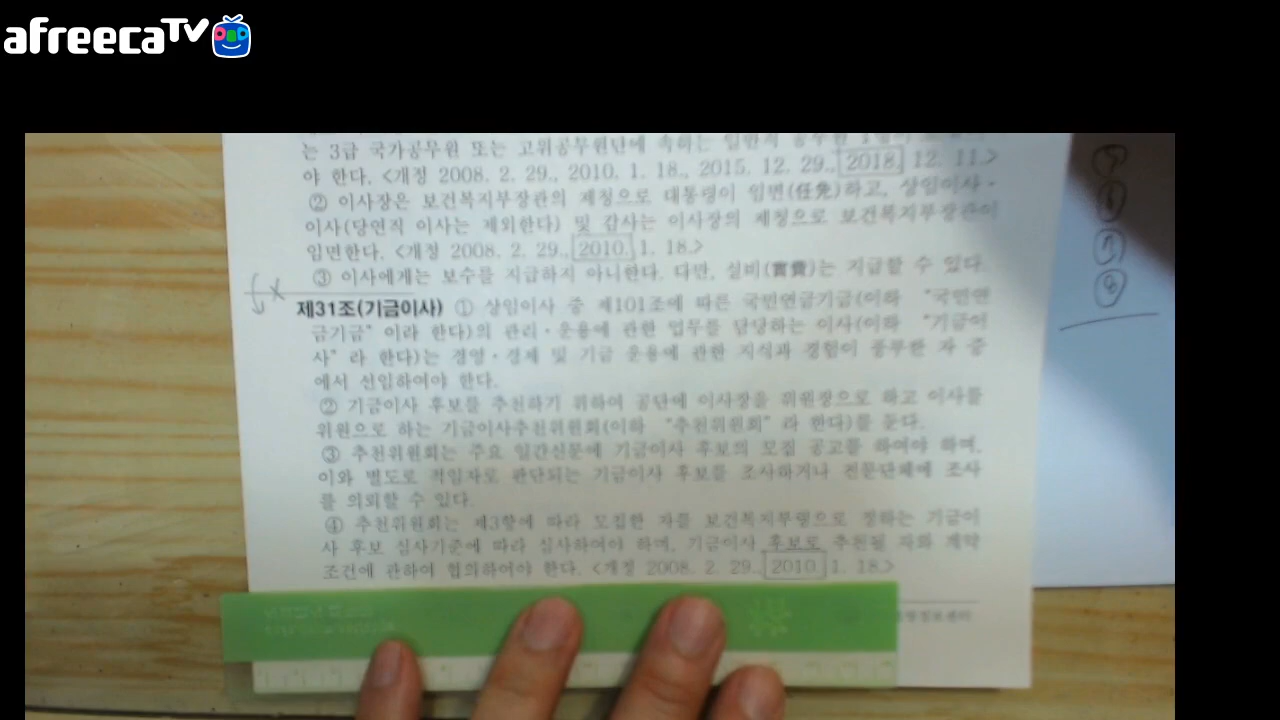 afreecaTV
는 3급 국가공무원 또는 고위공무원단에 속하는 일반직 공무원 1명이
야 한다. <개정 2008. 2. 29., 2010. 1. 18., 2015. 12. 29., 2018. 12. 11.>
② 이사장은 보건복지부장관의 제청으로 대통령이 임면(任免)하고, 상임이사·
이사(당연직 이사는 제외한다) 및 감사는 이사장의 제청으로 보건복지부장관이
임면한다. <개정 2008. 2. 29., 2010. 1. 18.>
③ 이사에게는 보수를 지급하지 아니한다. 다만, 실비(實費)는 지급할 수 있다.
제31조(기금이사) ① 상임이사 중 제101조에 따른 국민연금기금(이하 "국민연
금기금"이라 한다)의 관리·운용에 관한 업무를 담당하는 이사(이하 "기금이
사"라 한다)는 경영·경제 및 기금 운용에 관한 지식과 경험이 풍부한 자 중
에서 선임하여야 한다.
② 기금이사 후보를 추천하기 위하여 공단에 이사장을 위원장으로 하고 이사를
위원으로 하는 기금이사추천위원회(이하 "추천위원회"라 한다)를 둔다.
③ 추천위원회는 주요 일간신문에 기금이사 후보의 모집 공고를 하여야 하며,
이와 별도로 적임자로 판단되는 기금이사 후보를 조사하거나 전문단체에 조사
를 의뢰할 수 있다.
④ 추천위원회는 제3항에 따라 모집한 자를 보건복지부령으로 정하는 기금이
사 후보 심사기준에 따라 심사하여야 하며, 기금이사 후보로 추천될 자와 계약
조건에 관하여 협의하여야 한다. <개정 2008. 2. 29., 2010. 1. 18.>